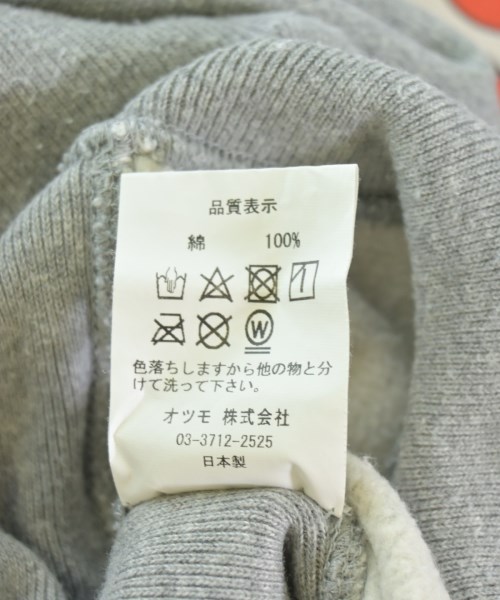 品質表示
綿 100%
W
色落ちしますから他の物と分
けて洗って下さい。
オツモ 株式会社
03-3712-2525
日本製